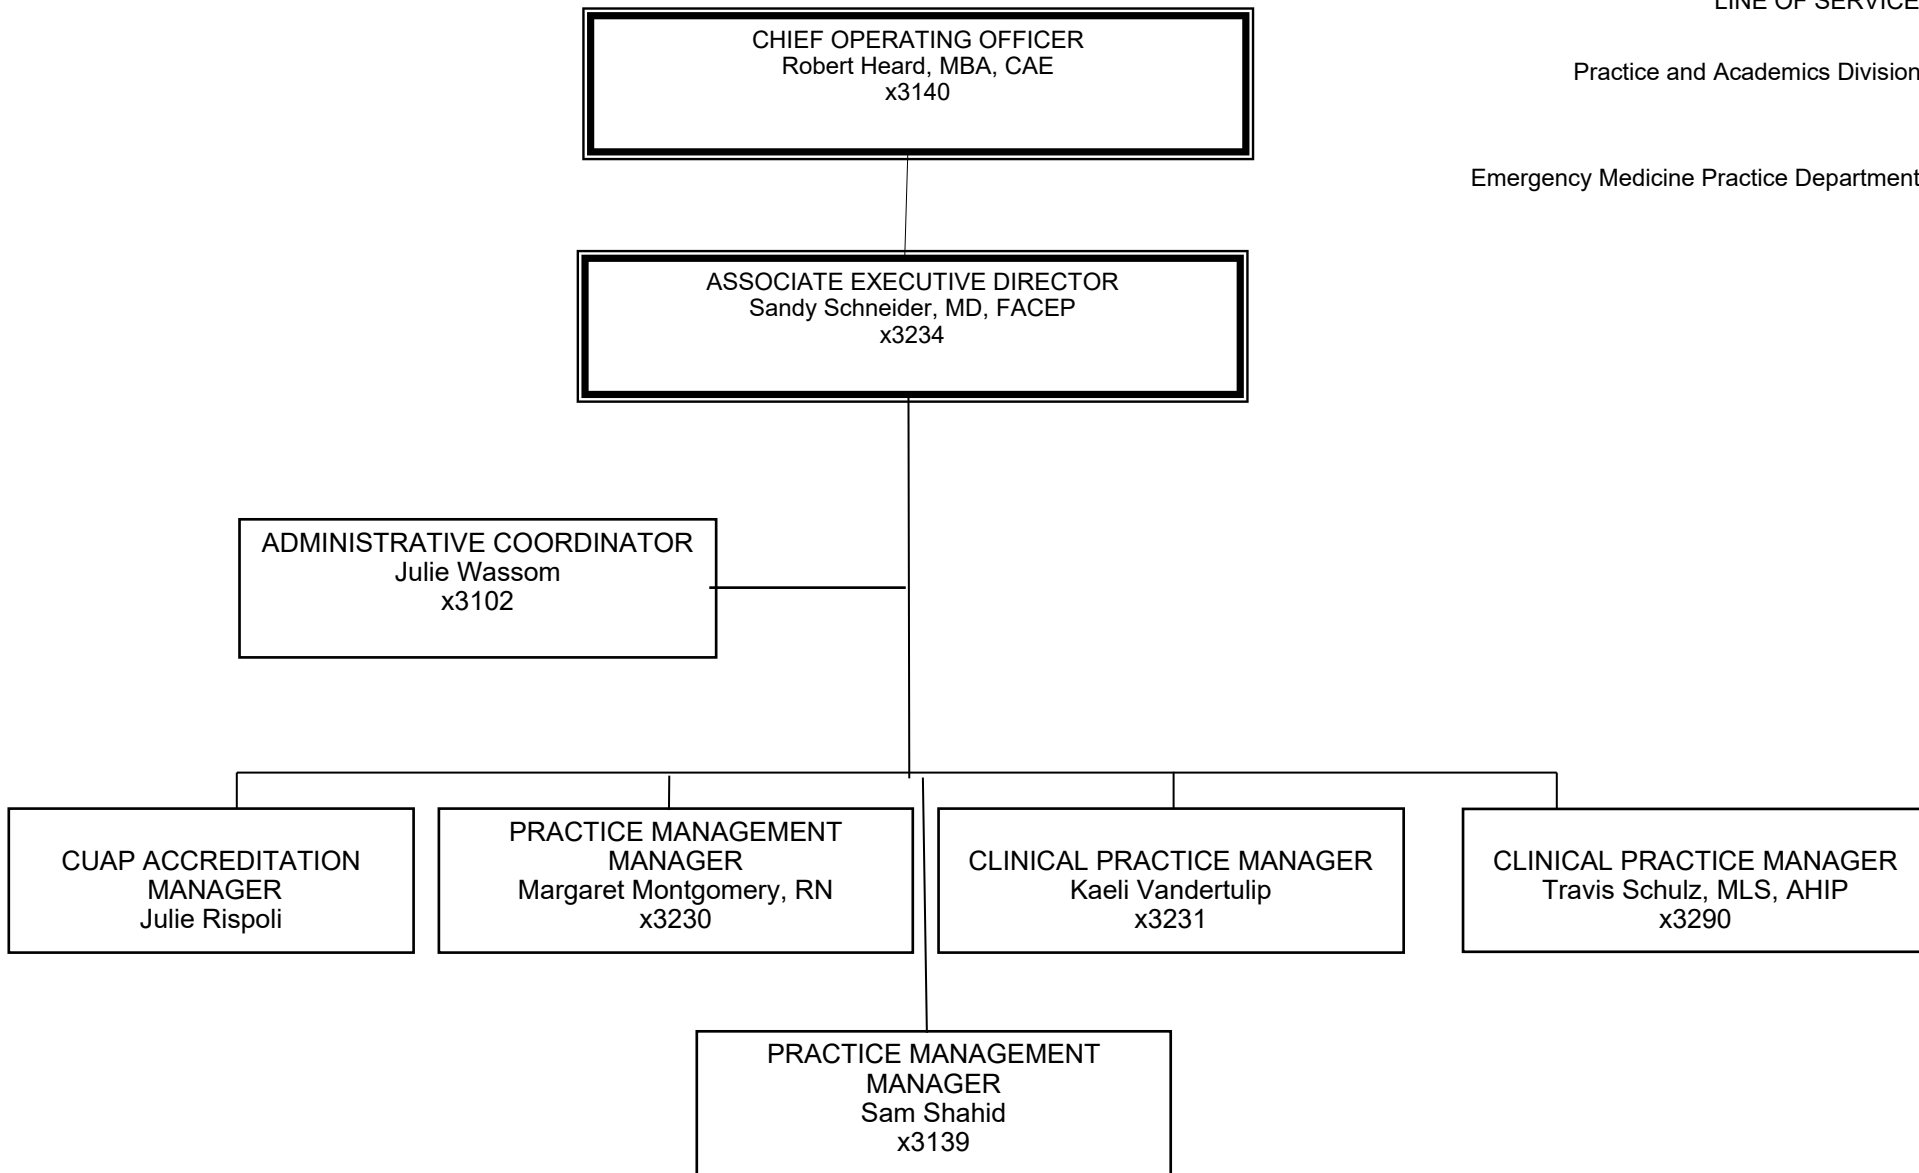 LINE OF SERVICE
CHIEF OPERATING OFFICER
Robert Heard, MBA, CAE
x3140
Practice and Academics Division
Emergency Medicine Practice Department
ASSOCIATE EXECUTIVE DIRECTOR
Sandy Schneider, MD, FACEP
x3234
ADMINISTRATIVE COORDINATOR
Julie Wassom
x3102
CUAP ACCREDITATION
MANAGER
Julie Rispoli
PRACTICE MANAGEMENT
MANAGER
Margaret Montgomery, RN
x3230
CLINICAL PRACTICE MANAGER
Kaeli Vandertulip
x3231
CLINICAL PRACTICE MANAGER
Travis Schulz, MLS, AHIP
x3290
PRACTICE MANAGEMENT
MANAGER
Sam Shahid
x3139